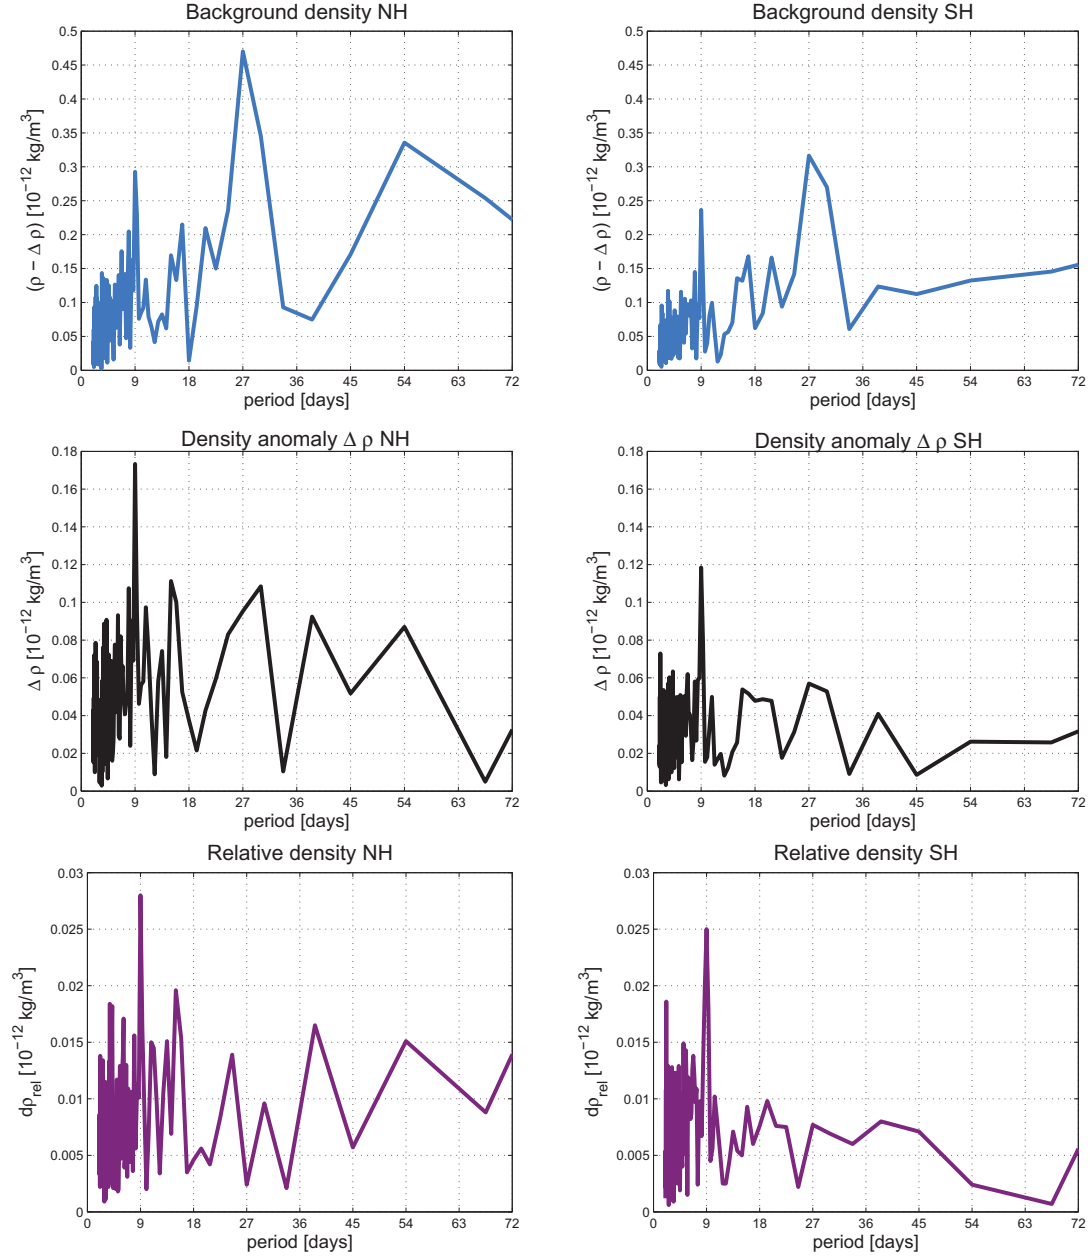 Background density NH
0.5
0.45
0.4
0.35
0.3
0.25
0.2
0.15
0.1
0.05
0
(ρ − Δ ρ) [10⁻¹² kg/m³]
0 9 18 27 36 45 54 63 72
period [days]
Background density SH
0.5
0.45
0.4
0.35
0.3
0.25
0.2
0.15
0.1
0.05
0
(ρ − Δ ρ) [10⁻¹² kg/m³]
0 9 18 27 36 45 54 63 72
period [days]
Density anomaly Δ ρ NH
0.18
0.16
0.14
0.12
0.1
0.08
0.06
0.04
0.02
0
Δ ρ [10⁻¹² kg/m³]
0 9 18 27 36 45 54 63 72
period [days]
Density anomaly Δ ρ SH
0.18
0.16
0.14
0.12
0.1
0.08
0.06
0.04
0.02
0
Δ ρ [10⁻¹² kg/m³]
0 9 18 27 36 45 54 63 72
period [days]
Relative density NH
0.03
0.025
0.02
0.015
0.01
0.005
0
dρrel [10⁻¹² kg/m³]
0 9 18 27 36 45 54 63 72
period [days]
Relative density SH
0.03
0.025
0.02
0.015
0.01
0.005
0
dρrel [10⁻¹² kg/m³]
0 9 18 27 36 45 54 63 72
period [days]